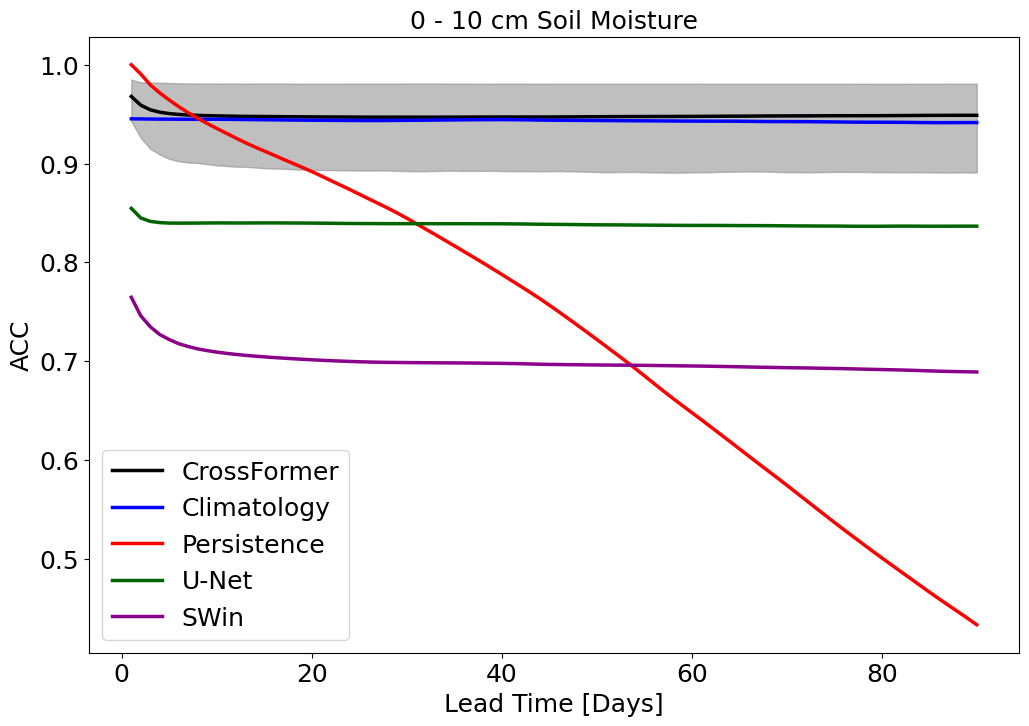 0 - 10 cm Soil Moisture
ACC
1.0
0.9
0.8
0.7
0.6
0.5
CrossFormer
Climatology
Persistence
U-Net
SWin
0 20 40 60 80
Lead Time [Days]